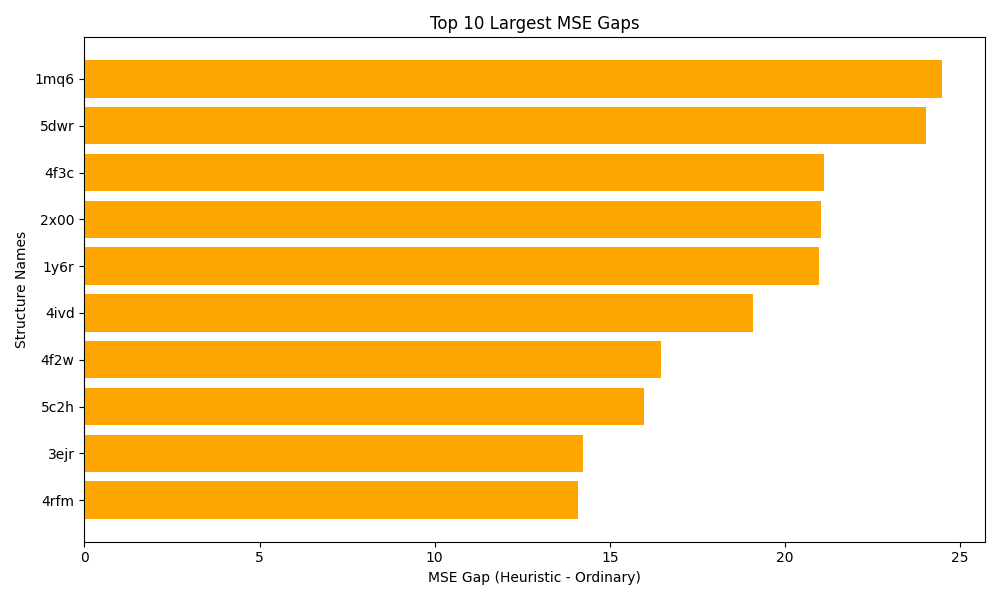 Top 10 Largest MSE Gaps
Structure Names
1mq6
5dwr
4f3c
2x00
1y6r
4ivd
4f2w
5c2h
3ejr
4rfm
0 5 10 15 20 25
MSE Gap (Heuristic - Ordinary)